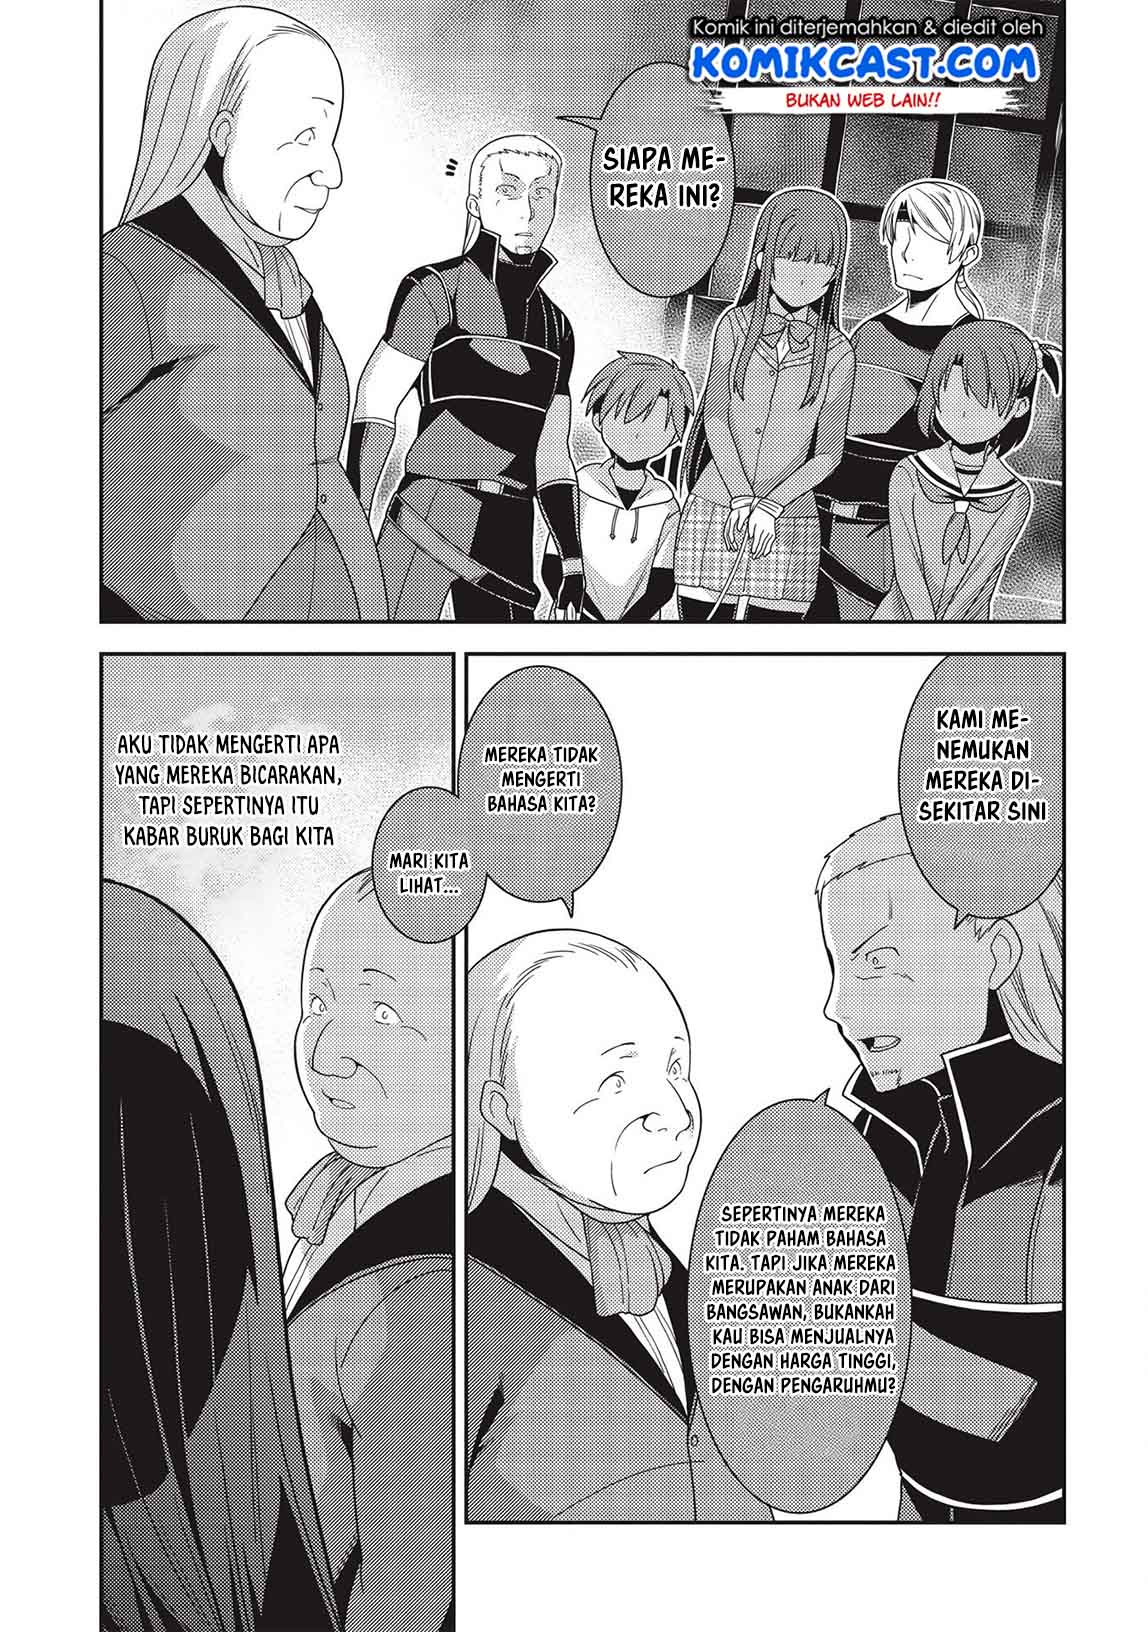 Komik ini diterjemahkan & diedit oleh
KOMIKCAST.COM
BUKAN WEB LAIN!!
SIAPA ME-
REKA INI?
KAMI ME-
NEMUKAN
MEREKA DI-
SEKITAR SINI
MEREKA TIDAK
MENGERTI
BAHASA KITA?
SEPERTINYA MEREKA
TIDAK PAHAM BAHASA
KITA. TAPI JIKA MEREKA
MERUPAKAN ANAK DARI
BANGSAWAN, BUKANKAH
KAU BISA MENJUALNYA
DENGAN HARGA TINGGI,
DENGAN PENGARUHMU?
MARI KITA
LIHAT...
AKU TIDAK MENGERTI APA
YANG MEREKA BICARAKAN,
TAPI SEPERTINYA ITU
KABAR BURUK BAGI KITA